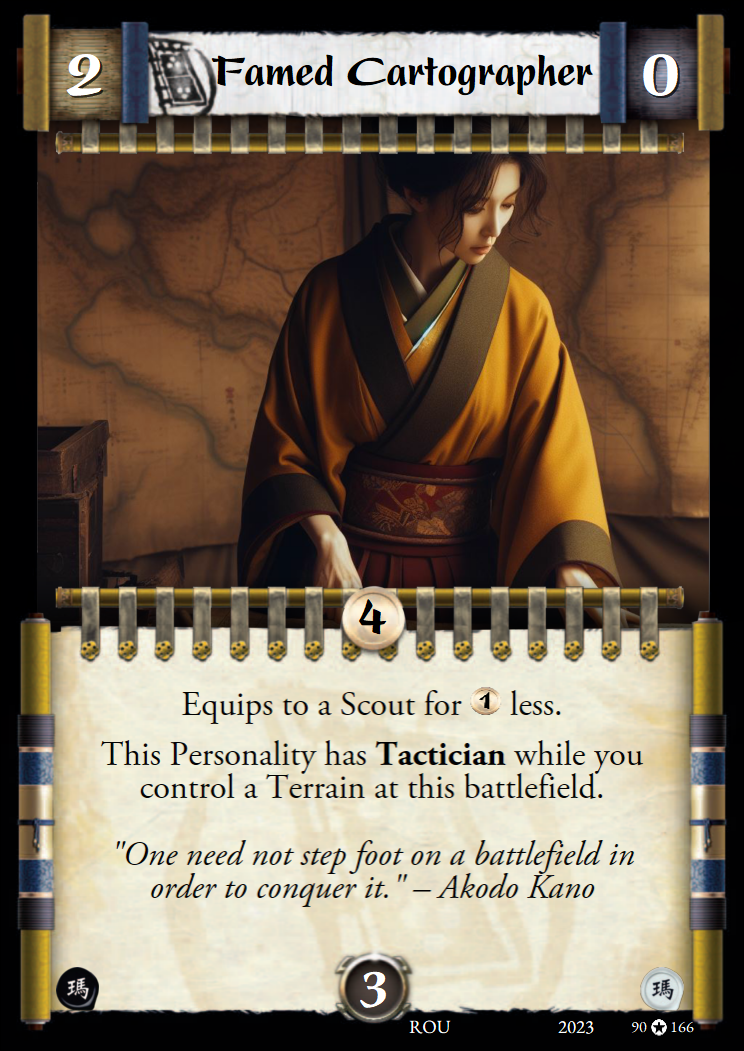 2
Famed Cartographer
0
4
Equips to a Scout for 1 less.
This Personality has Tactician while you
control a Terrain at this battlefield.
"One need not step foot on a battlefield in
order to conquer it." – Akodo Kano
瑪
3
瑪
ROU 2023 90 ✪ 166